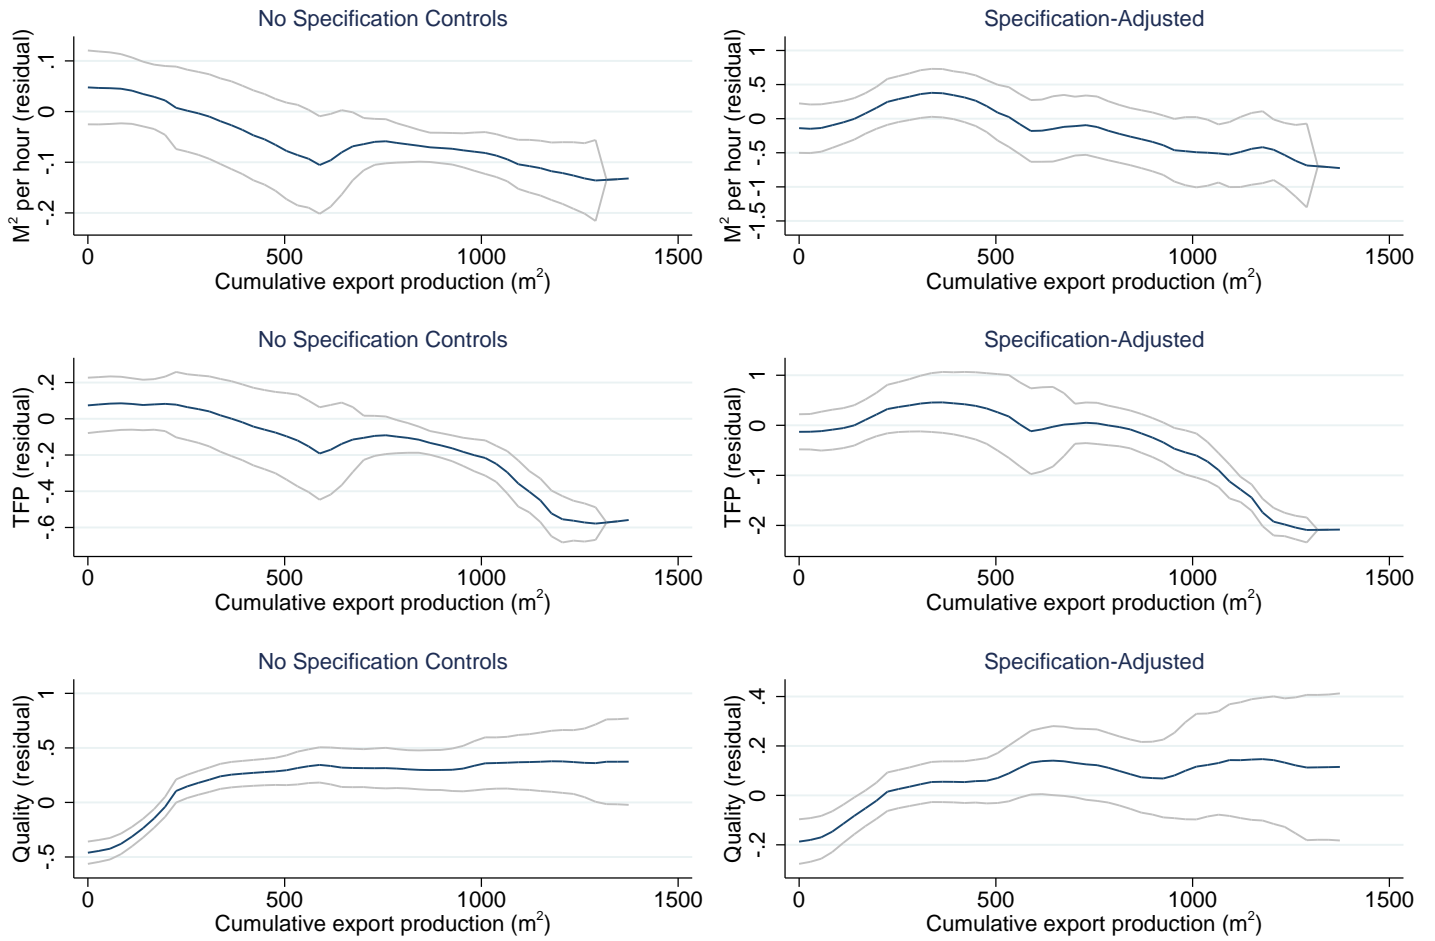 No Specification Controls
M² per hour (residual)
.1
0
-.1
-.2
0
500
1000
1500
Cumulative export production (m²)
Specification-Adjusted
M² per hour (residual)
1
.5
0
-.5
-1
-1.5
0
500
1000
1500
Cumulative export production (m²)
No Specification Controls
TFP (residual)
.2
0
-.2
-.4
-.6
0
500
1000
1500
Cumulative export production (m²)
Specification-Adjusted
TFP (residual)
1
0
-1
-2
0
500
1000
1500
Cumulative export production (m²)
No Specification Controls
Quality (residual)
1
.5
0
-.5
0
500
1000
1500
Cumulative export production (m²)
Specification-Adjusted
Quality (residual)
.4
.2
0
-.2
0
500
1000
1500
Cumulative export production (m²)